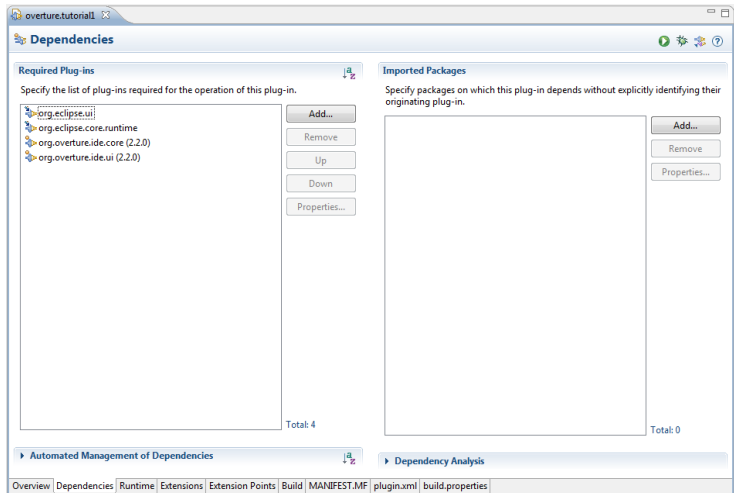 overture.tutorial1
Dependencies
Required Plug-ins
Specify the list of plug-ins required for the operation of this plug-in.
org.eclipse.ui
org.eclipse.core.runtime
org.overture.ide.core (2.2.0)
org.overture.ide.ui (2.2.0)
Add...
Remove
Up
Down
Properties...
Total: 4
Imported Packages
Specify packages on which this plug-in depends without explicitly identifying their
originating plug-in.
Add...
Remove
Properties...
Total: 0
Automated Management of Dependencies
Dependency Analysis
Overview Dependencies Runtime Extensions Extension Points Build MANIFEST.MF plugin.xml build.properties